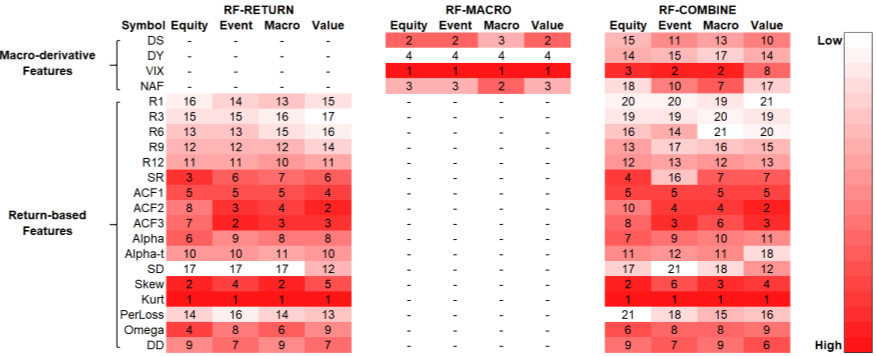 RF-RETURN RF-MACRO RF-COMBINE
Symbol Equity Event Macro Value Equity Event Macro Value Equity Event Macro Value
DS - - - - 2 2 3 2 15 11 13 10 Low
Macro-derivative Features
DY - - - - 4 4 4 4 14 15 17 14
VIX - - - - 1 1 1 1 3 2 2 8
NAF - - - - 3 3 2 3 18 10 7 17
R1 16 14 13 15 - - - - 20 20 19 21
R3 15 15 16 17 - - - - 19 19 20 19
R6 13 13 15 16 - - - - 16 14 21 20
R9 12 12 12 14 - - - - 13 17 16 15
R12 11 11 10 11 - - - - 12 13 12 13
SR 3 6 7 6 - - - - 4 16 7 7
ACF1 5 5 5 4 - - - - 5 5 5 5
ACF2 8 3 4 2 - - - - 10 4 4 2
Return-based Features
ACF3 7 2 3 3 - - - - 8 3 6 3
Alpha 6 9 8 8 - - - - 7 9 10 11
Alpha-t 10 10 11 10 - - - - 11 12 11 18
SD 17 17 17 12 - - - - 17 21 18 12
Skew 2 4 2 5 - - - - 2 6 3 4
Kurt 1 1 1 1 - - - - 1 1 1 1
PerLoss 14 16 14 13 - - - - 21 18 15 16
Omega 4 8 6 9 - - - - 6 8 8 9
DD 9 7 9 7 - - - - 9 7 9 6 High